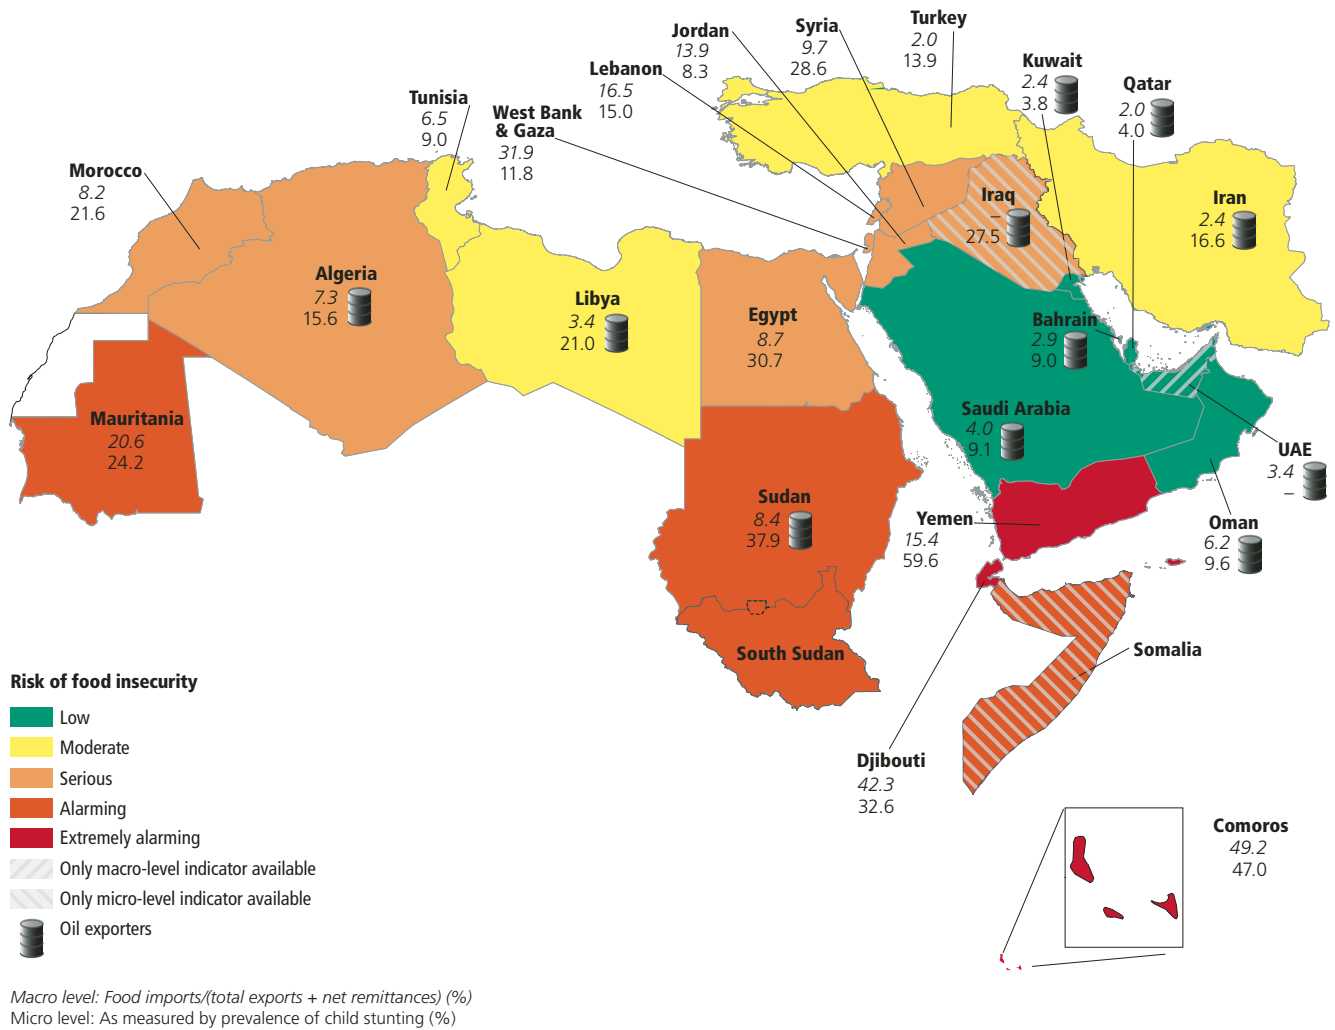 Turkey
2.0
13.9
Syria
9.7
28.6
Jordan
13.9
8.3
Lebanon
16.5
15.0
Kuwait
2.4
3.8
Qatar
2.0
4.0
Tunisia
6.5
9.0
West Bank
& Gaza
31.9
11.8
Morocco
8.2
21.6
Iraq
–
27.5
Iran
2.4
16.6
Algeria
7.3
15.6
Libya
3.4
21.0
Egypt
8.7
30.7
Bahrain
2.9
9.0
Mauritania
20.6
24.2
Saudi Arabia
4.0
9.1
UAE
3.4
–
Sudan
8.4
37.9
Yemen
15.4
59.6
Oman
6.2
9.6
South Sudan
Somalia
Djibouti
42.3
32.6
Comoros
49.2
47.0
Risk of food insecurity
Low
Moderate
Serious
Alarming
Extremely alarming
Only macro-level indicator available
Only micro-level indicator available
Oil exporters
Macro level: Food imports/(total exports + net remittances) (%)
Micro level: As measured by prevalence of child stunting (%)